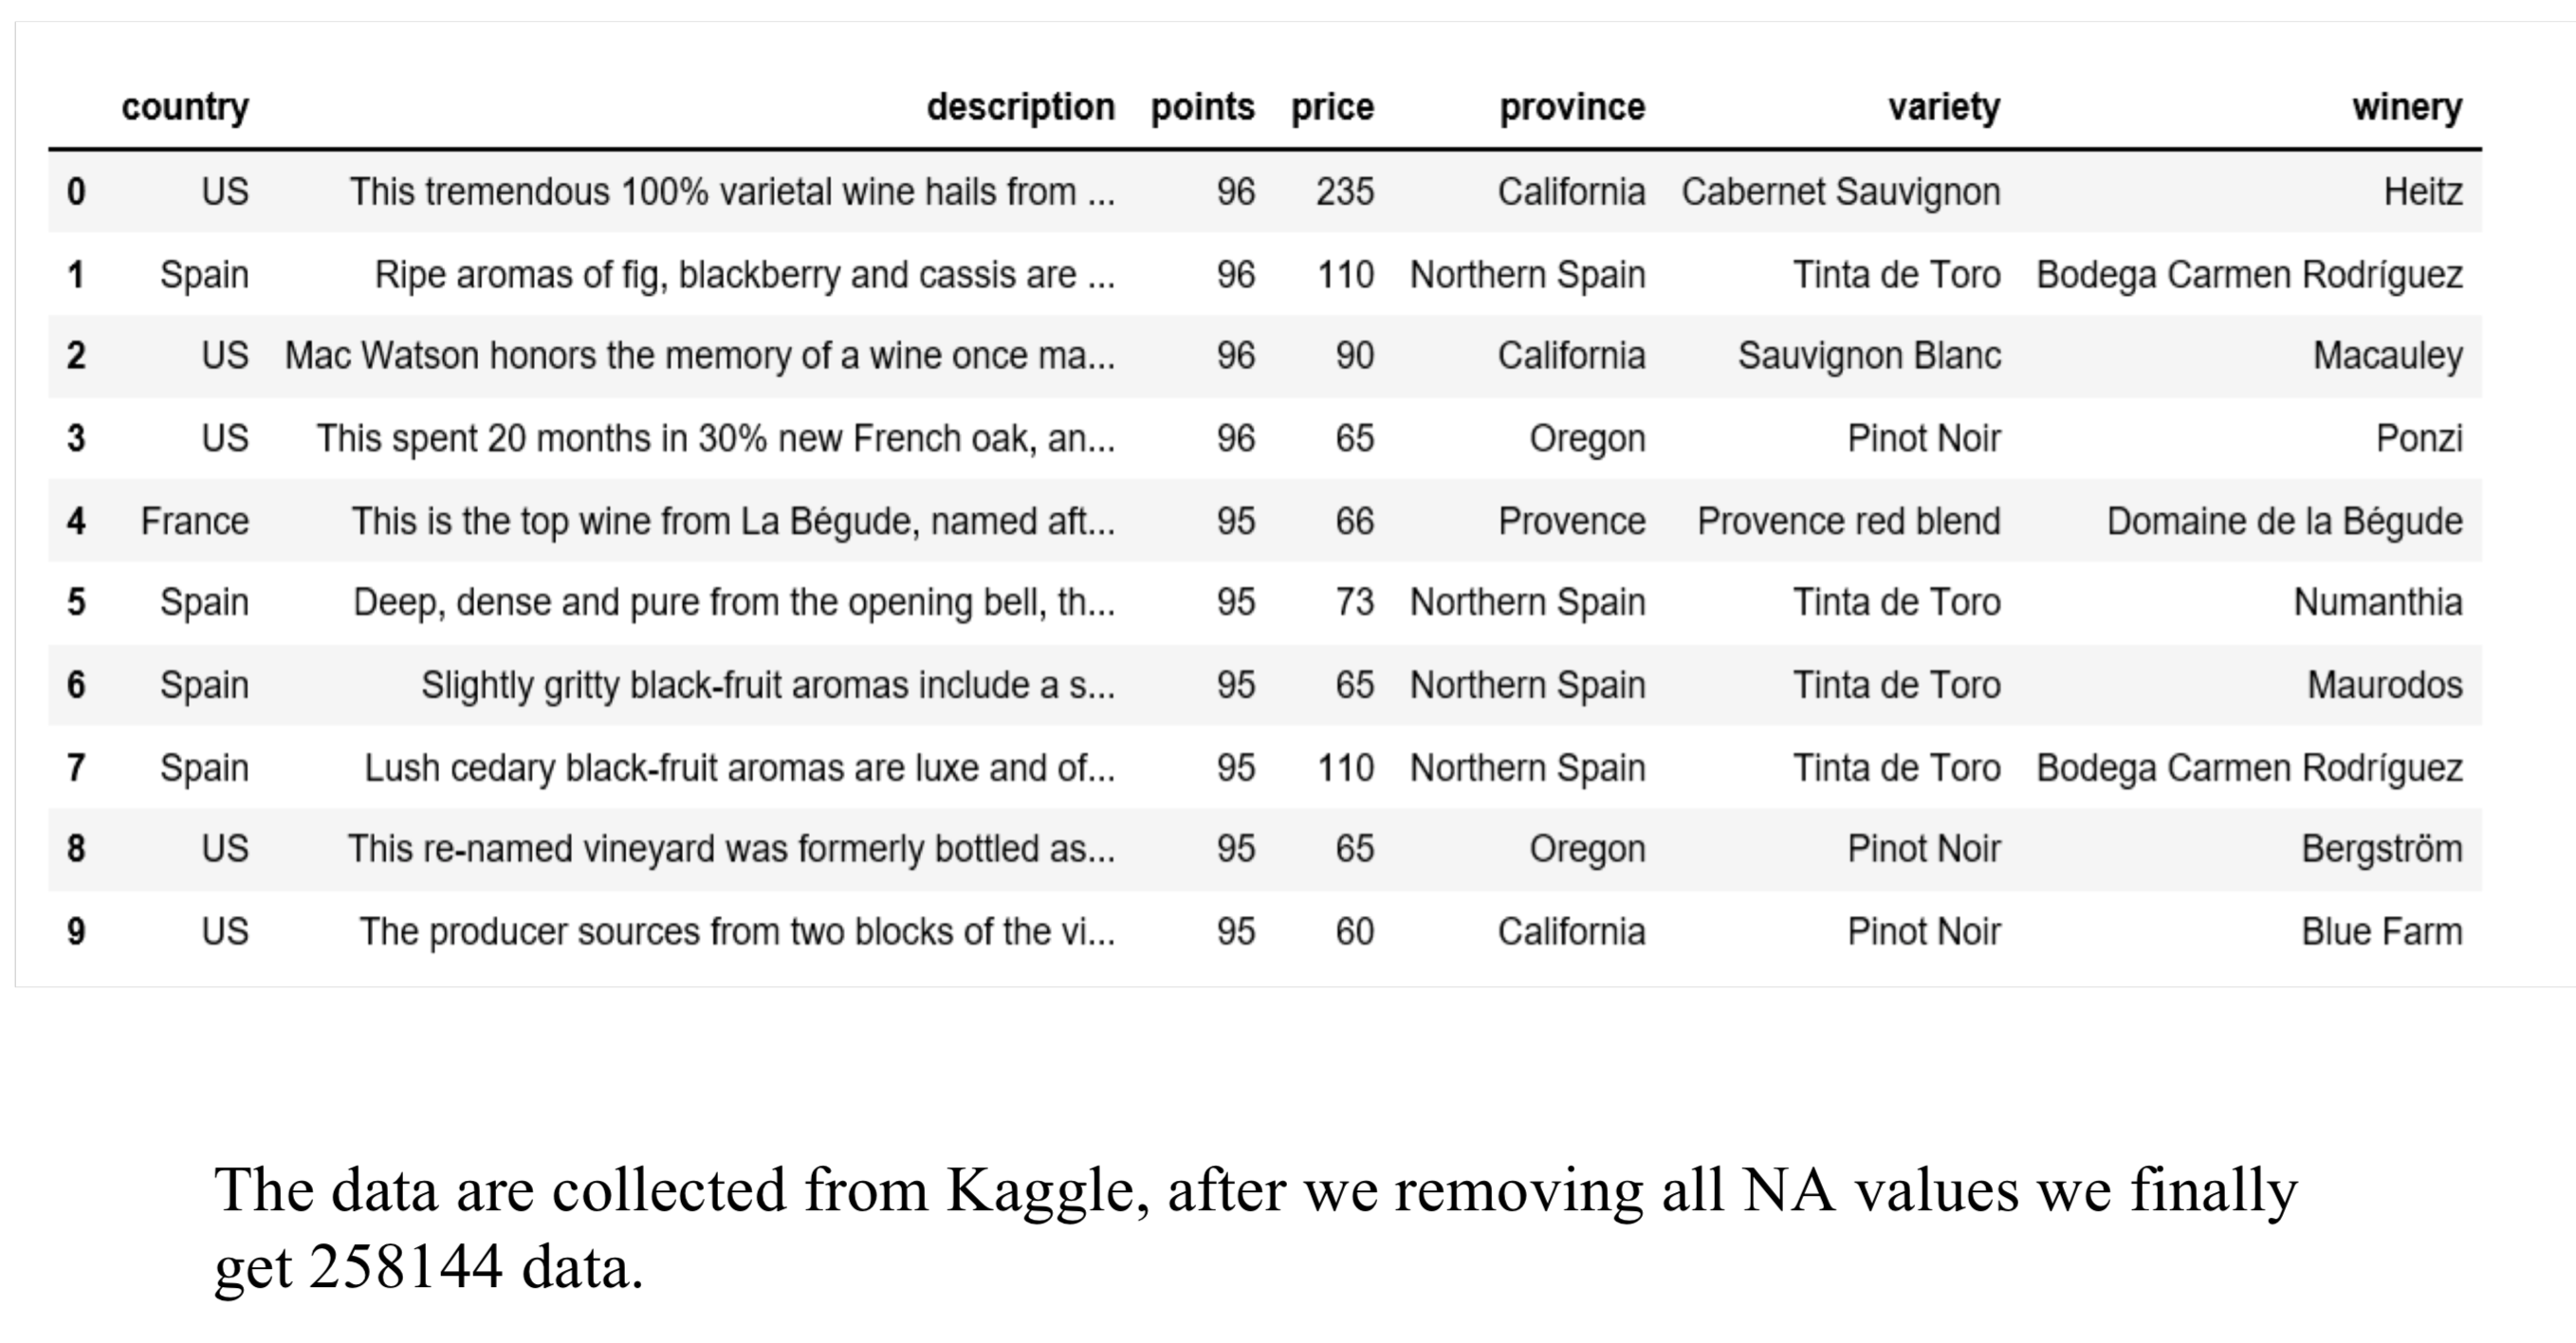 country description points price province variety winery
0 US This tremendous 100% varietal wine hails from ... 96 235 California Cabernet Sauvignon Heitz
1 Spain Ripe aromas of fig, blackberry and cassis are ... 96 110 Northern Spain Tinta de Toro Bodega Carmen Rodríguez
2 US Mac Watson honors the memory of a wine once ma... 96 90 California Sauvignon Blanc Macauley
3 US This spent 20 months in 30% new French oak, an... 96 65 Oregon Pinot Noir Ponzi
4 France This is the top wine from La Bégude, named aft... 95 66 Provence Provence red blend Domaine de la Bégude
5 Spain Deep, dense and pure from the opening bell, th... 95 73 Northern Spain Tinta de Toro Numanthia
6 Spain Slightly gritty black-fruit aromas include a s... 95 65 Northern Spain Tinta de Toro Maurodos
7 Spain Lush cedary black-fruit aromas are luxe and of... 95 110 Northern Spain Tinta de Toro Bodega Carmen Rodríguez
8 US This re-named vineyard was formerly bottled as... 95 65 Oregon Pinot Noir Bergström
9 US The producer sources from two blocks of the vi... 95 60 California Pinot Noir Blue Farm
The data are collected from Kaggle, after we removing all NA values we finally
get 258144 data.